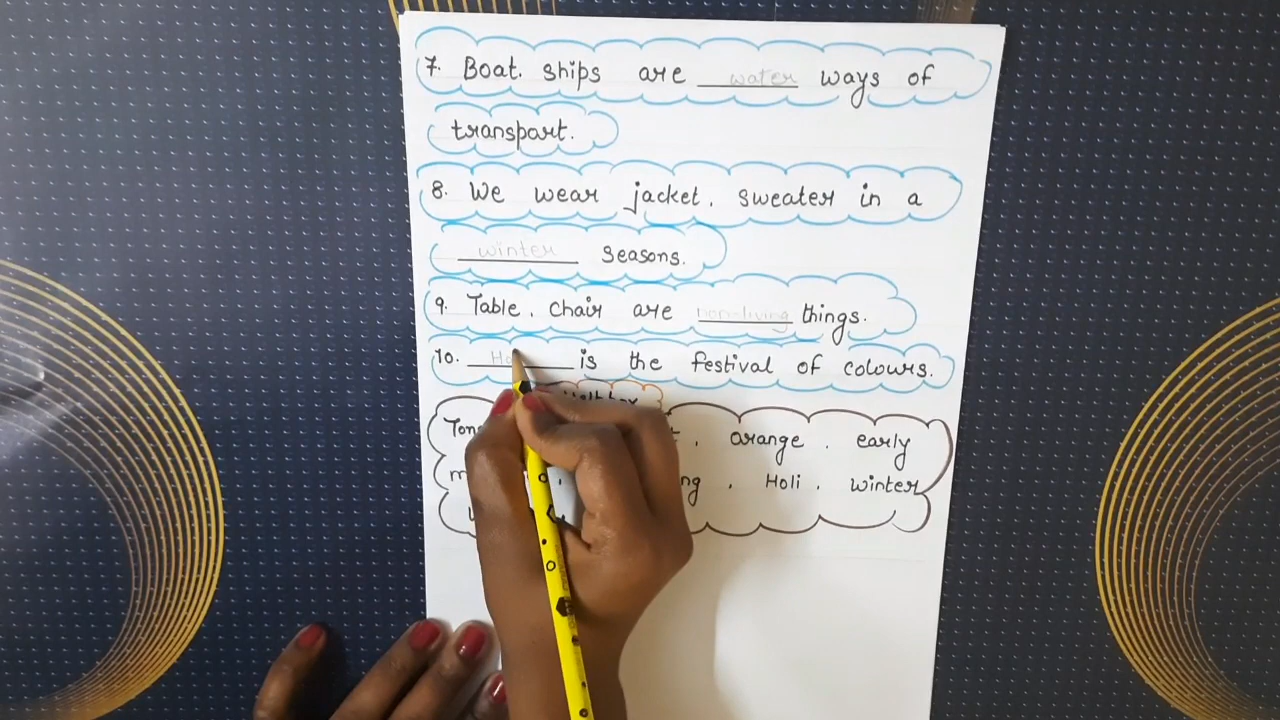 7. Boat. ships are water ways of
transport.
8. We wear jacket. sweater in a
winter seasons.
9. Table. chair are non-living things.
10. Ho is the festival of colours.
orange. early
Holi. winter